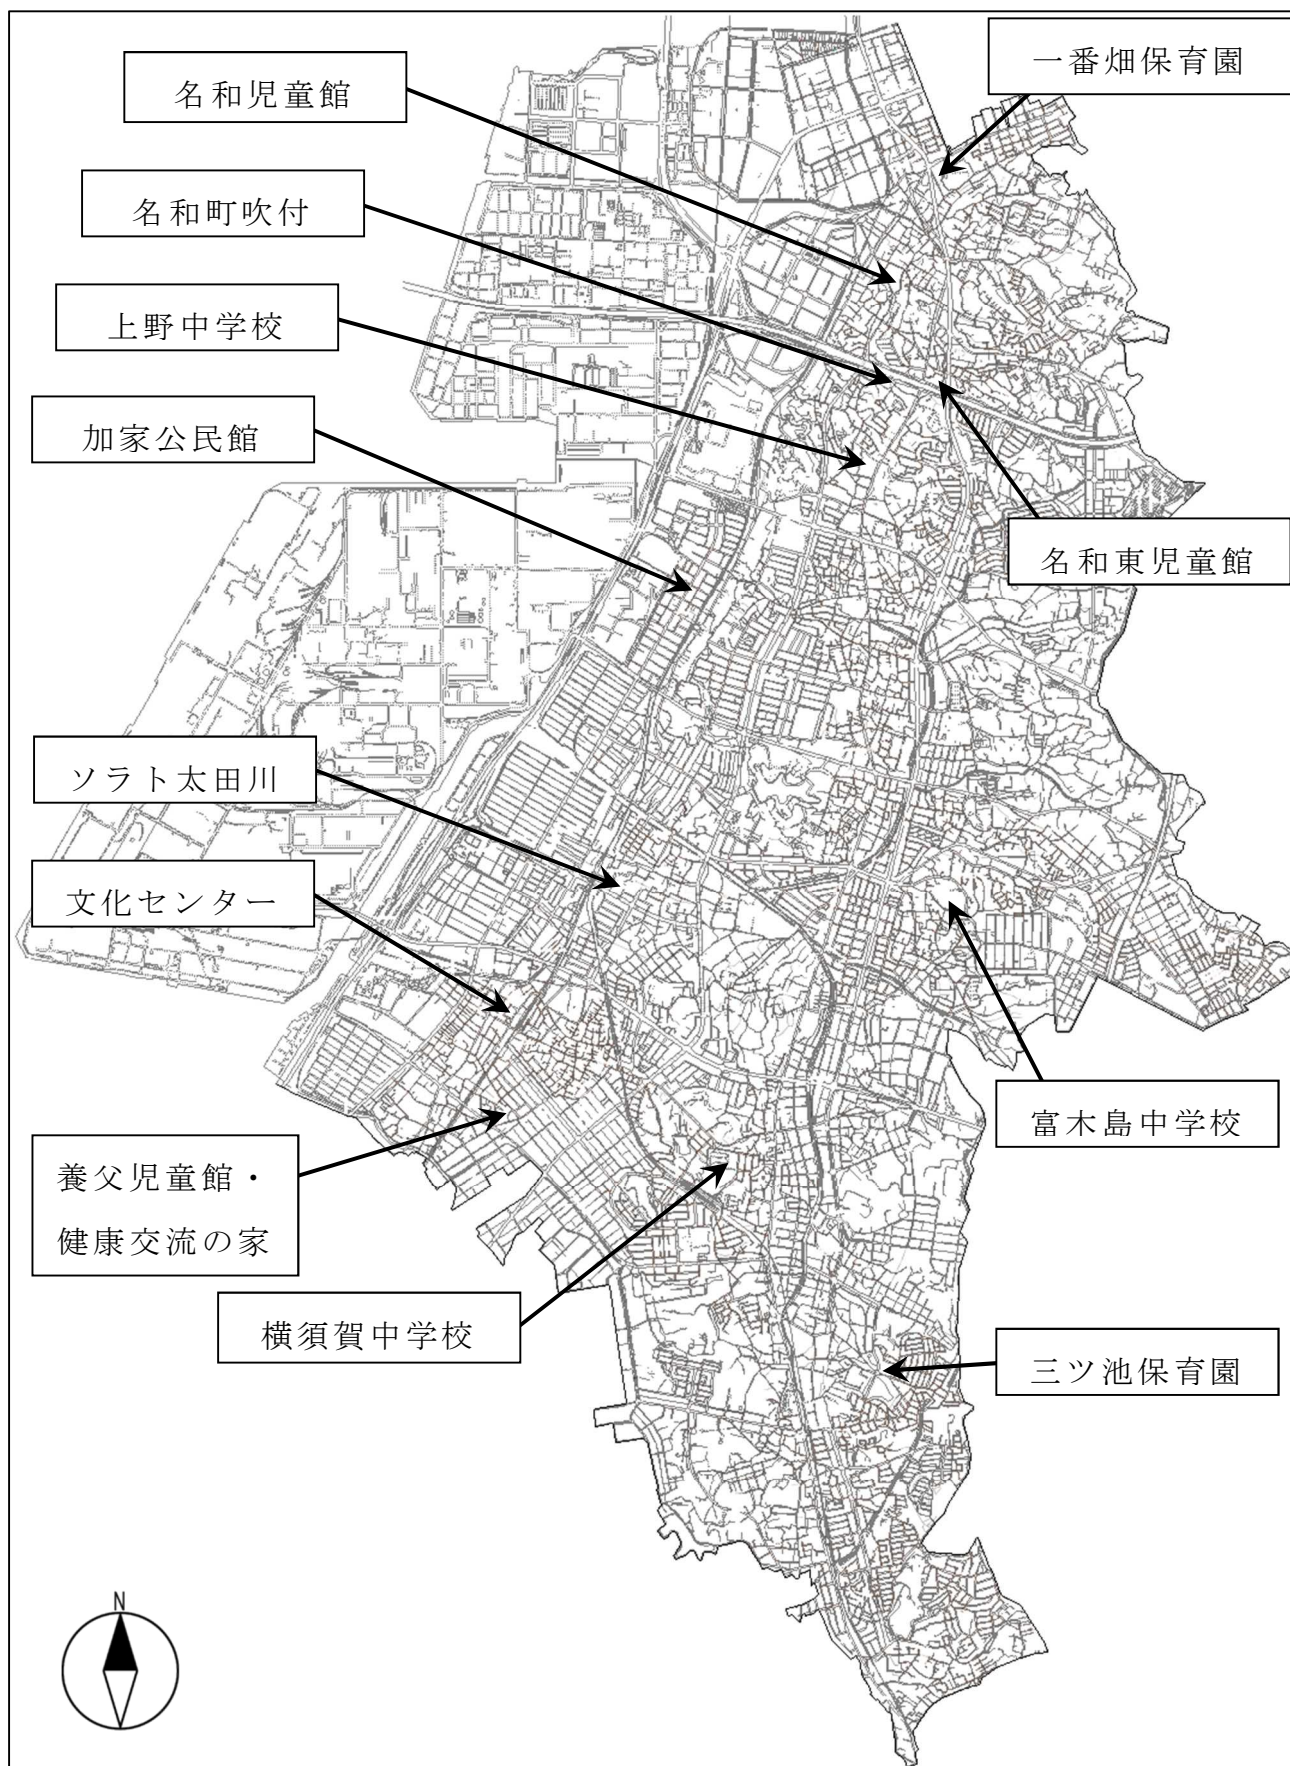 一番畑保育園
名和児童館
名和町吹付
上野中学校
加家公民館
名和東児童館
ソラト太田川
文化センター
富木島中学校
養父児童館・
健康交流の家
横須賀中学校
三ツ池保育園
N